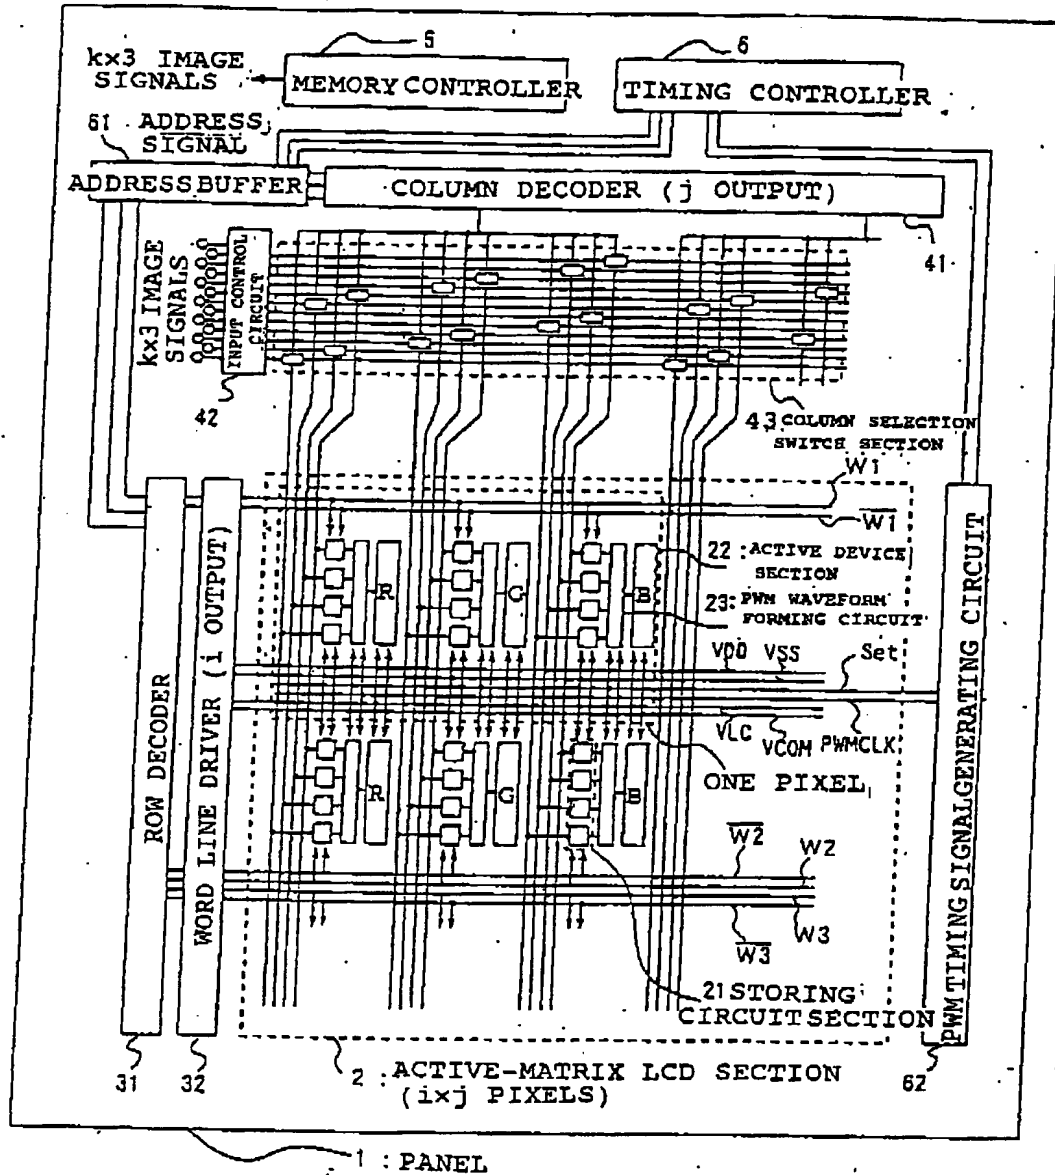 5
6
kx3 IMAGE
SIGNALS
MEMORY CONTROLLER
TIMING CONTROLLER
61 ADDRESS
SIGNAL
ADDRESS BUFFER
COLUMN DECODER (j OUTPUT)
41
kx3 IMAGE
SIGNALS
INPUT CONTROL
CIRCUIT
42
43 COLUMN SELECTION
SWITCH SECTION
W1
W1
22 : ACTIVE DEVICE
SECTION
23: PWM WAVEFORM
FORMING CIRCUIT
R
G
B
VDD
VSS
Set
VLC
VCOM
PWMCLK
ONE PIXEL
R
G
B
W2
W2
W3
W3
21 STORING
CIRCUIT SECTION
ROW DECODER
WORD LINE DRIVER (i OUTPUT)
PWM TIMING SIGNAL GENERATING CIRCUIT
31
32
2 : ACTIVE-MATRIX LCD SECTION
(ixj PIXELS)
62
1 : PANEL